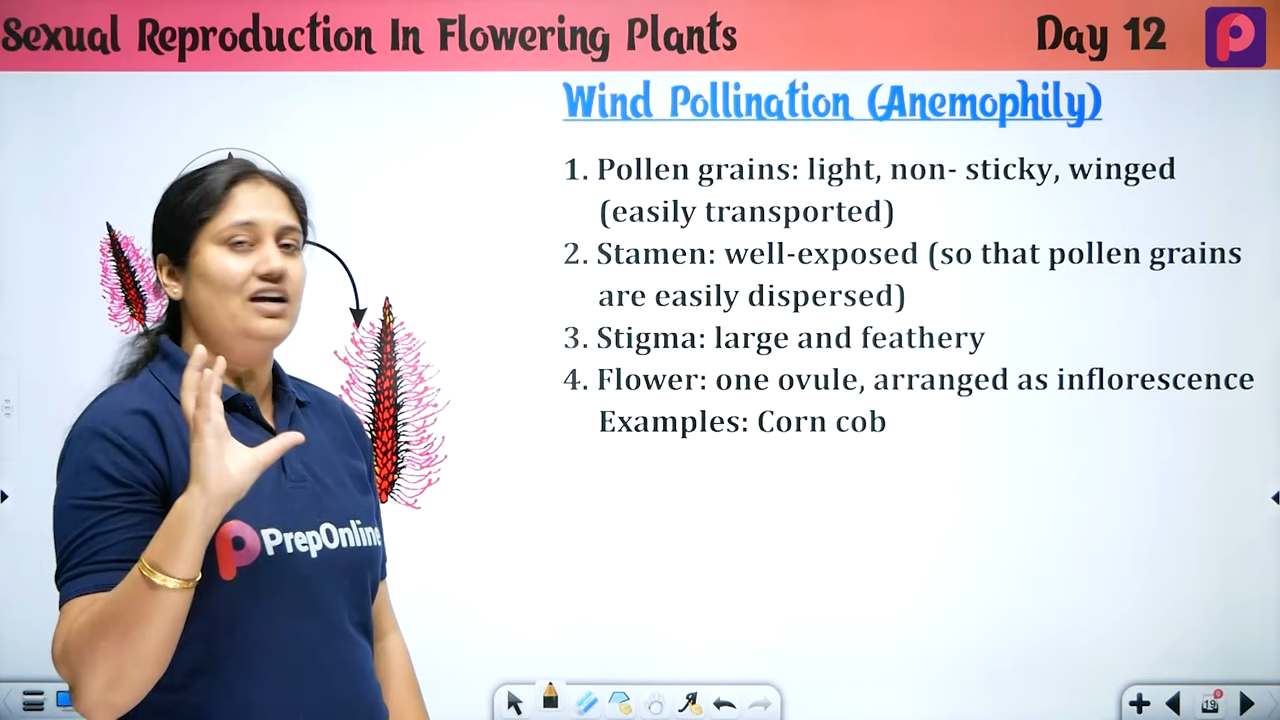 Sexual Reproduction In Flowering Plants
Day 12
Wind Pollination (Anemophily)
1. Pollen grains: light, non- sticky, winged
(easily transported)
2. Stamen: well-exposed (so that pollen grains
are easily dispersed)
3. Stigma: large and feathery
4. Flower: one ovule, arranged as inflorescence
Examples: Corn cob
PrepOnline
19